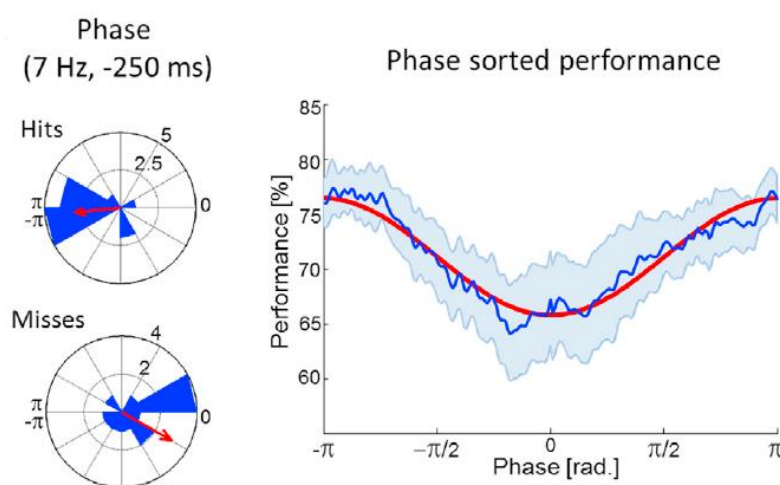 Phase
(7 Hz, -250 ms)
Hits
5
2.5
π
-π
0
Misses
4
2
π
-π
0
Phase sorted performance
Performance [%]
85
80
75
70
65
60
-π
-π/2
0
π/2
π
Phase [rad.]